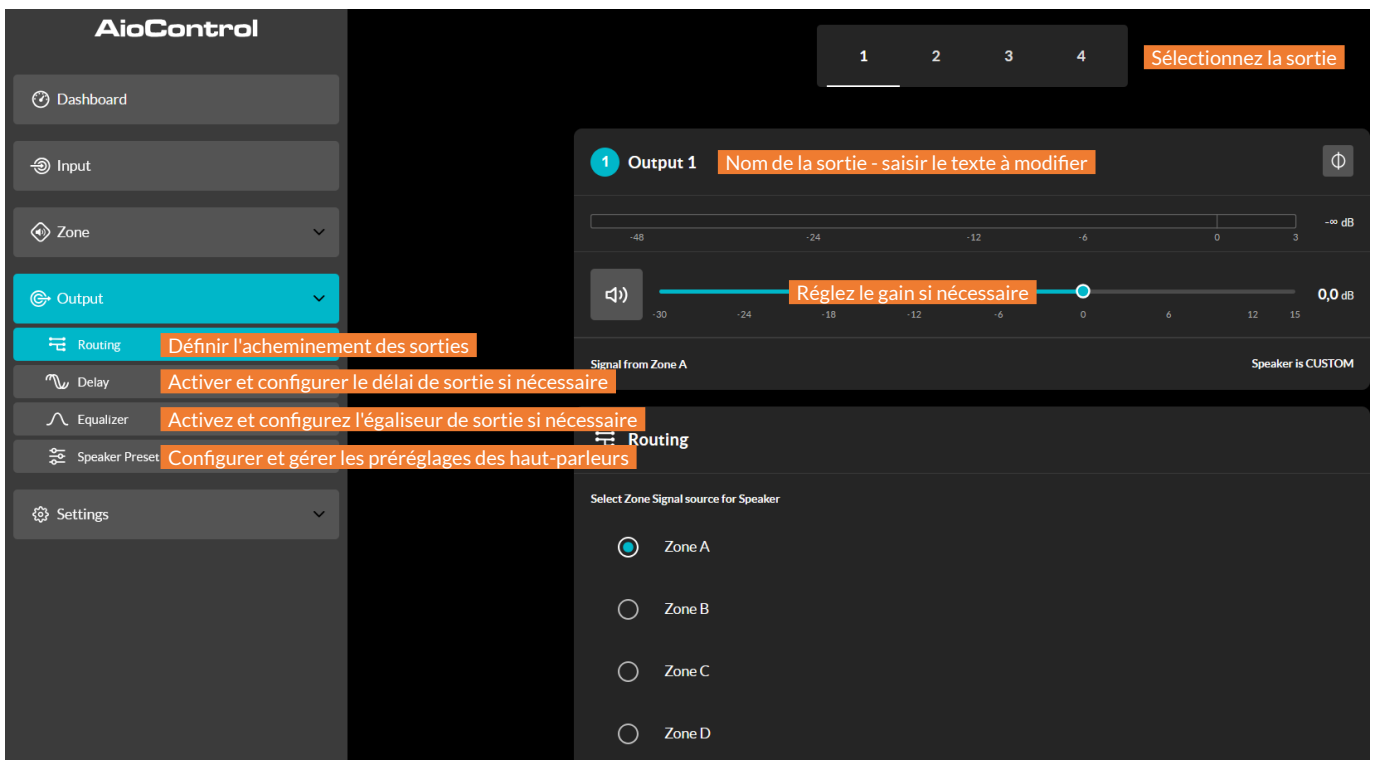 AioControl
Dashboard
Input
Zone
Output
Routing
Définir l'acheminement des sorties
Delay
Activer et configurer le délai de sortie si nécessaire
Equalizer
Activez et configurez l'égaliseur de sortie si nécessaire
Speaker Preset
Configurer et gérer les préréglages des haut-parleurs
Settings
1 2 3 4
Sélectionnez la sortie
1 Output 1
Nom de la sortie - saisir le texte à modifier
-∞ dB
-48 -24 -12 -6 0 3
Réglez le gain si nécessaire
0,0 dB
-30 -24 -18 -12 -6 0 6 12 15
Signal from Zone A
Speaker is CUSTOM
Routing
Select Zone Signal source for Speaker
Zone A
Zone B
Zone C
Zone D